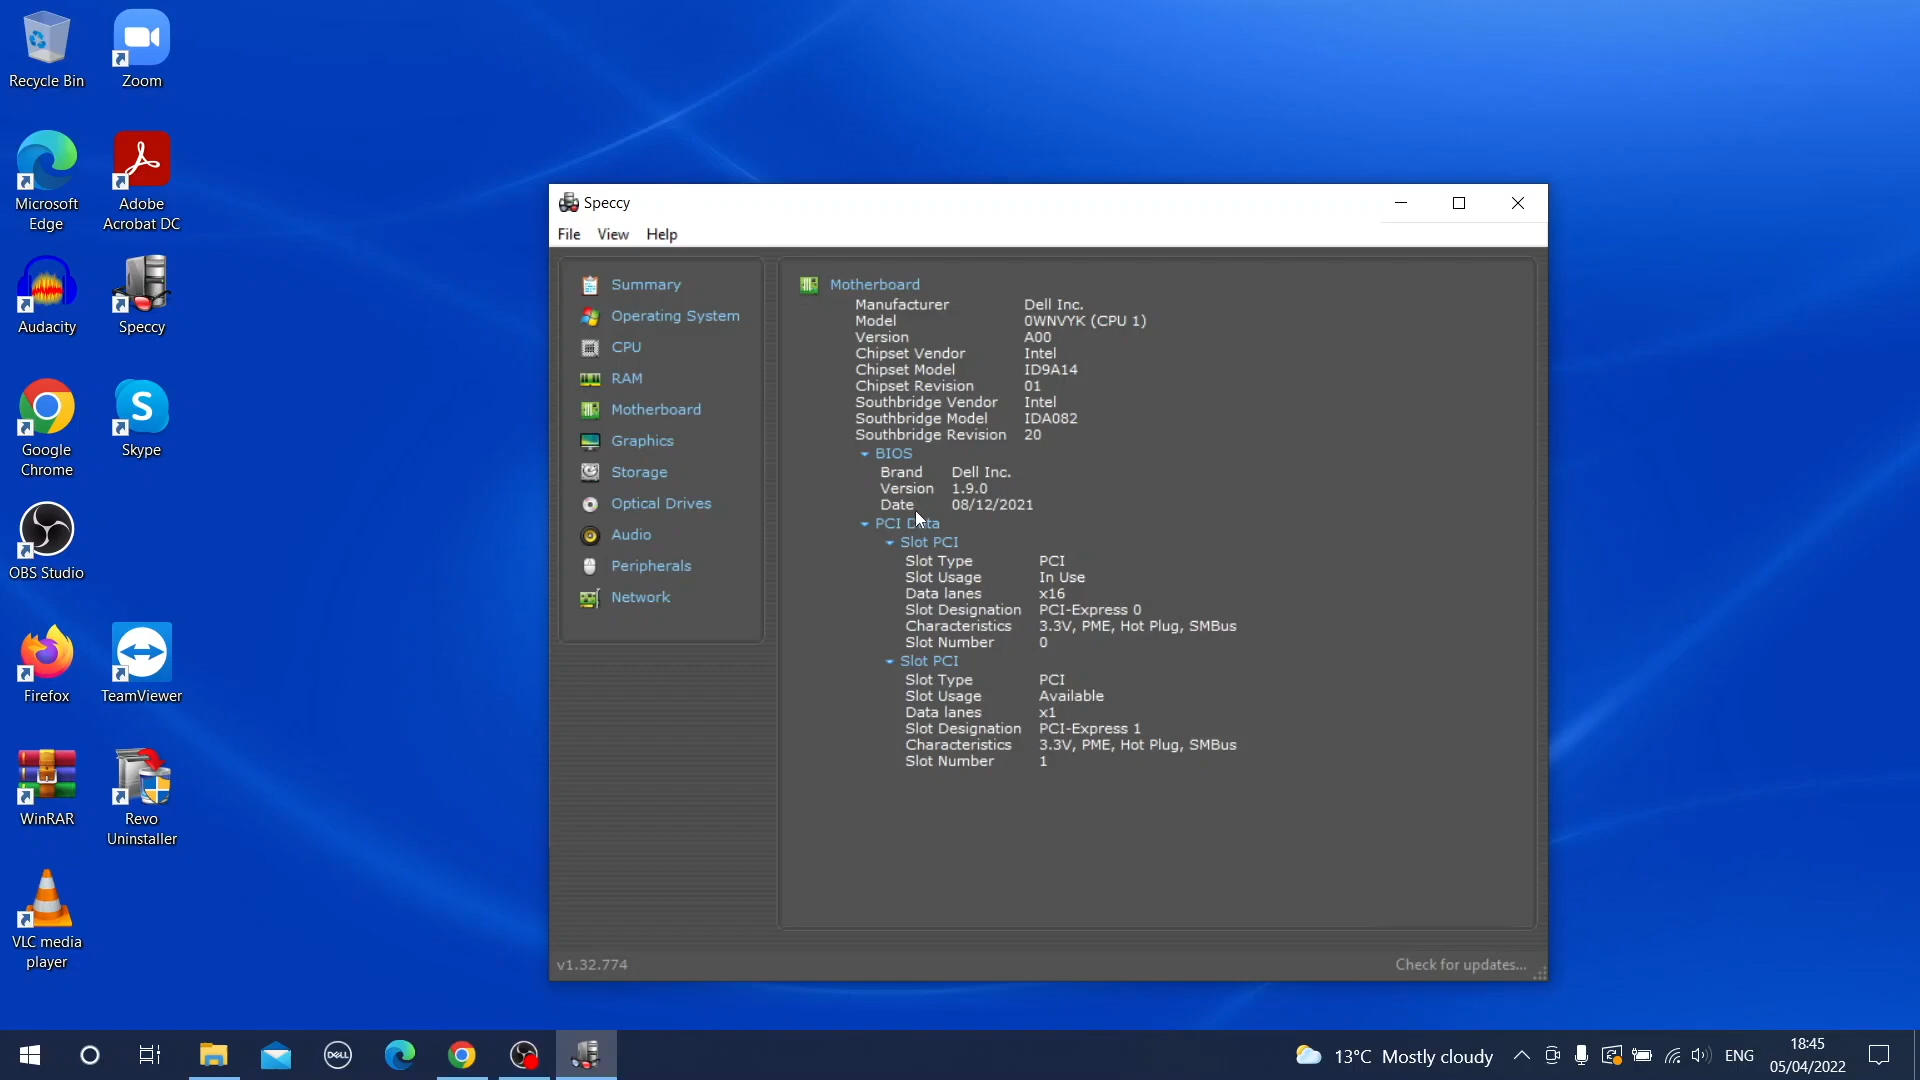 Recycle Bin
Zoom
Microsoft
Edge
Adobe
Acrobat DC
Audacity
Speccy
Google
Chrome
Skype
OBS Studio
Firefox
TeamViewer
WinRAR
Revo
Uninstaller
VLC media
player
Speccy
File View Help
Summary
Operating System
CPU
RAM
Motherboard
Graphics
Storage
Optical Drives
Audio
Peripherals
Network
Motherboard
Manufacturer Dell Inc.
Model 0WNVYK (CPU 1)
Version A00
Chipset Vendor Intel
Chipset Model ID9A14
Chipset Revision 01
Southbridge Vendor Intel
Southbridge Model IDA082
Southbridge Revision 20
BIOS
Brand Dell Inc.
Version 1.9.0
Date 08/12/2021
PCI Data
Slot PCI
Slot Type PCI
Slot Usage In Use
Data lanes x16
Slot Designation PCI-Express 0
Characteristics 3.3V, PME, Hot Plug, SMBus
Slot Number 0
Slot PCI
Slot Type PCI
Slot Usage Available
Data lanes x1
Slot Designation PCI-Express 1
Characteristics 3.3V, PME, Hot Plug, SMBus
Slot Number 1
v1.32.774
Check for updates...
DELL
13°C Mostly cloudy
ENG
18:45
05/04/2022